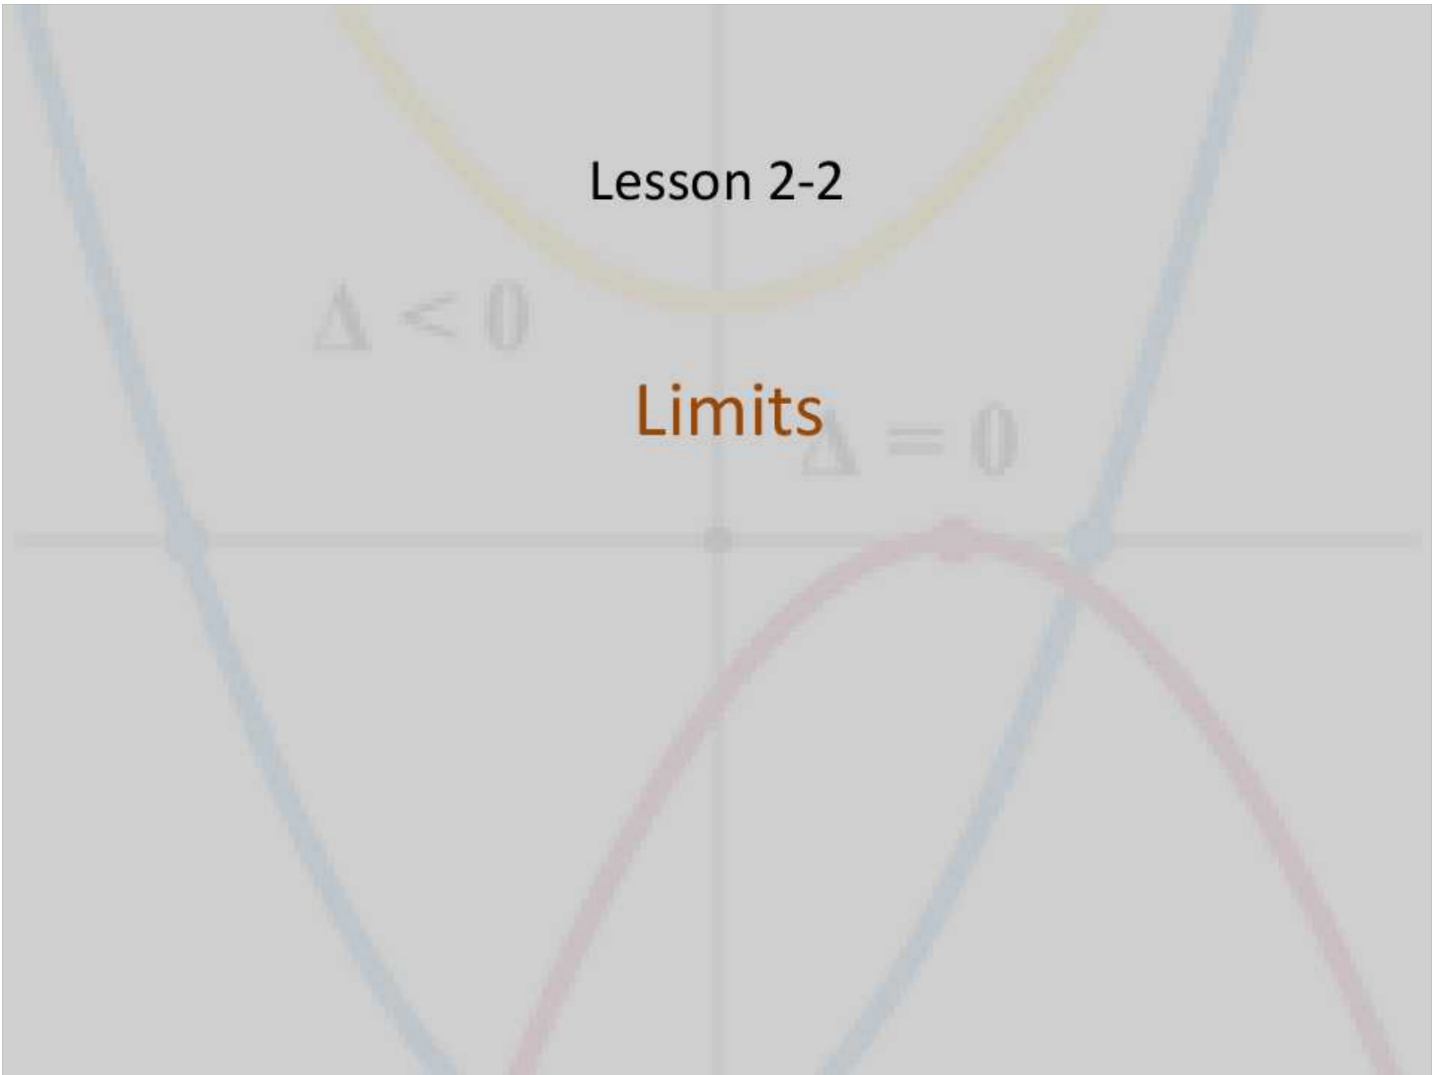 Lesson 2-2
Δ < 0
Limits
Δ = 0